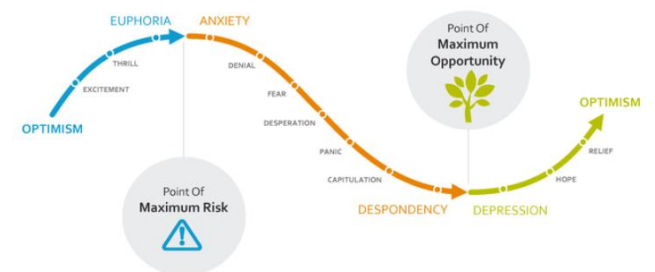 EUPHORIA
ANXIETY
THRILL
EXCITEMENT
OPTIMISM
DENIAL
FEAR
DESPERATION
PANIC
CAPITULATION
DESPONDENCY
DEPRESSION
HOPE
RELIEF
OPTIMISM
Point Of
Maximum Risk
Point Of
Maximum
Opportunity